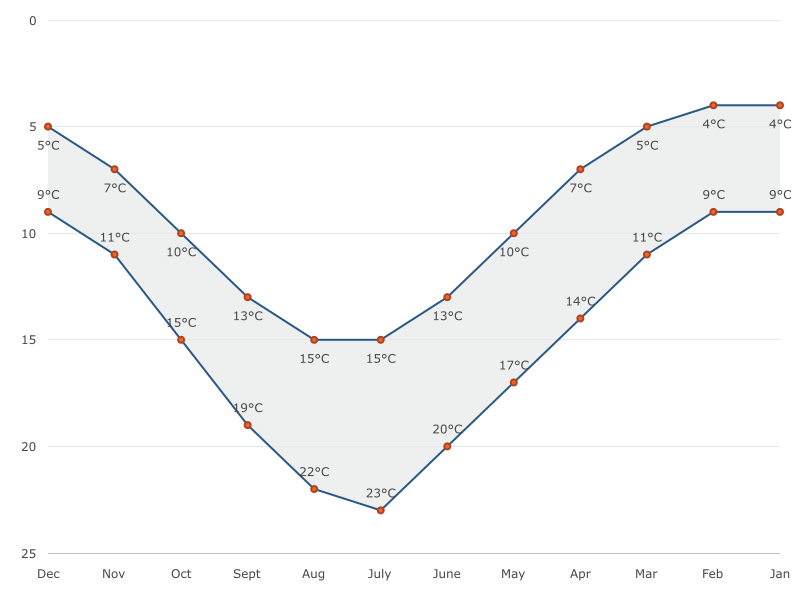 0
4°C 4°C
5
5°C 5°C
7°C 7°C
9°C 9°C 9°C
10
11°C 11°C
10°C 10°C
14°C
13°C 13°C
15°C
15
15°C 15°C
17°C
19°C
20°C
20
22°C
23°C
25
Dec Nov Oct Sept Aug July June May Apr Mar Feb Jan